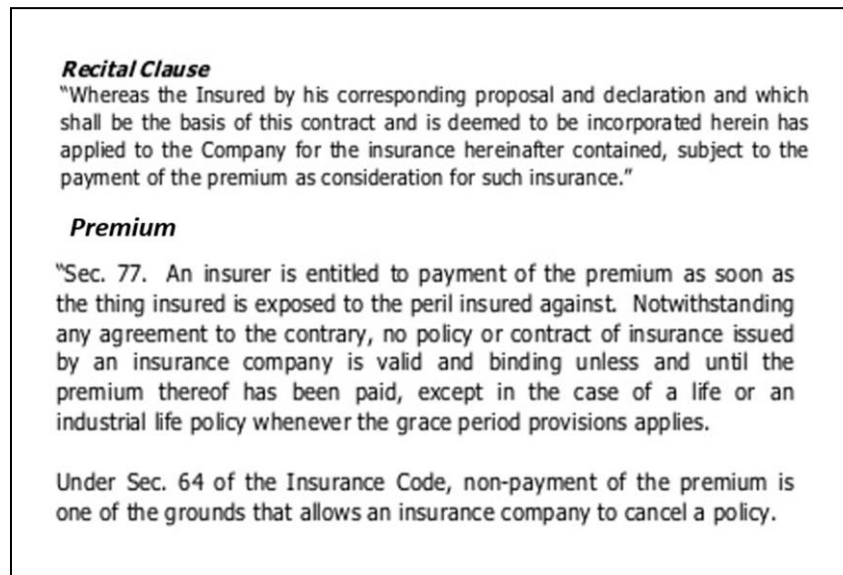 Recital Clause
“Whereas the Insured by his corresponding proposal and declaration and which
shall be the basis of this contract and is deemed to be incorporated herein has
applied to the Company for the insurance hereinafter contained, subject to the
payment of the premium as consideration for such insurance.”
Premium
“Sec. 77. An insurer is entitled to payment of the premium as soon as
the thing insured is exposed to the peril insured against. Notwithstanding
any agreement to the contrary, no policy or contract of insurance issued
by an insurance company is valid and binding unless and until the
premium thereof has been paid, except in the case of a life or an
industrial life policy whenever the grace period provisions applies.
Under Sec. 64 of the Insurance Code, non-payment of the premium is
one of the grounds that allows an insurance company to cancel a policy.